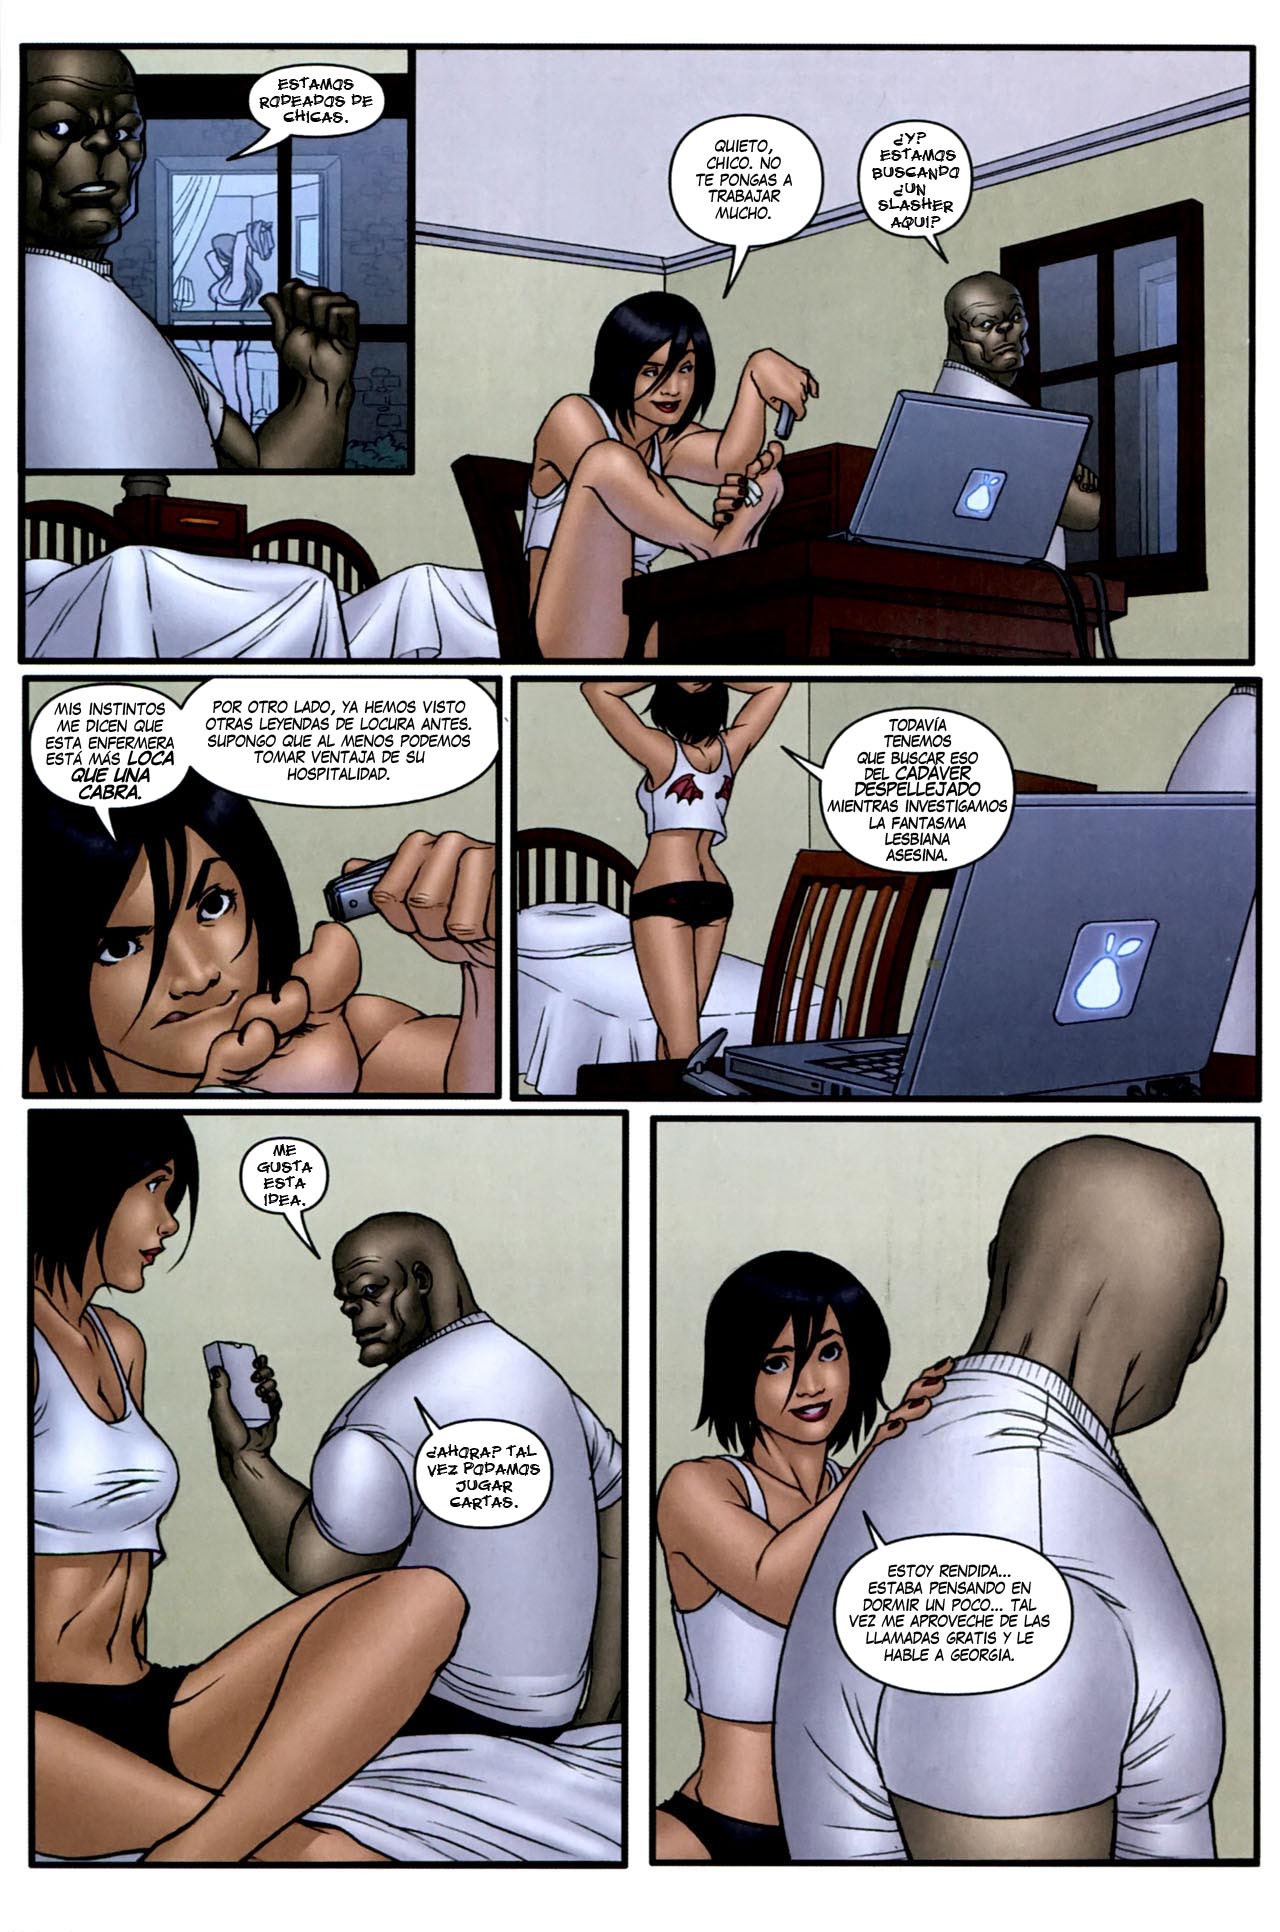 ESTAMOS
RODEADOS DE
CHICAS.
QUIETO,
CHICO. NO
TE PONGAS A
TRABAJAR
MUCHO.
¿Y?
ESTAMOS
BUSCANDO
¿UN
SLASHER
AQUI?
MIS INSTINTOS
ME DICEN QUE
ESTA ENFERMERA
ESTÁ MÁS LOCA
QUE UNA
CABRA.
POR OTRO LADO, YA HEMOS VISTO
OTRAS LEYENDAS DE LOCURA ANTES.
SUPONGO QUE AL MENOS PODEMOS
TOMAR VENTAJA DE SU
HOSPITALIDAD.
TODAVÍA
TENEMOS
QUE BUSCAR ESO
DEL CADAVER
DESPELLEJADO
MIENTRAS INVESTIGAMOS
LA FANTASMA
LESBIANA
ASESINA.
ME
GUSTA
ESTA
IDEA.
¿AHORA? TAL
VEZ PODAMOS
JUGAR
CARTAS.
ESTOY RENDIDA...
ESTABA PENSANDO EN
DORMIR UN POCO... TAL
VEZ ME APROVECHE DE LAS
LLAMADAS GRATIS Y LE
HABLE A GEORGIA.